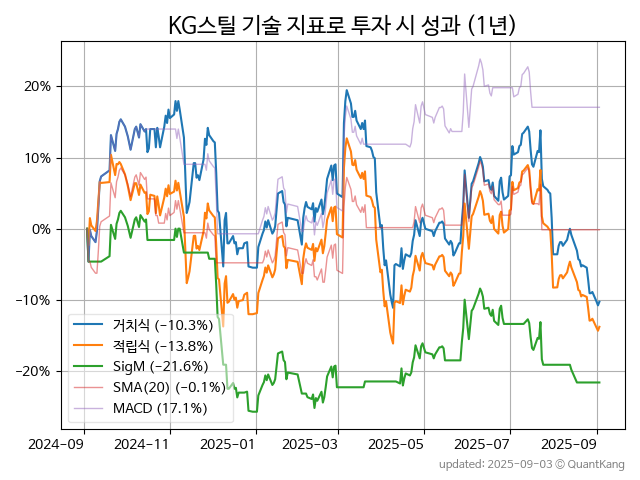 KG스틸 기술 지표로 투자 시 성과 (1년)
20%
10%
0%
−10%
−20%
거치식 (−10.3%)
적립식 (−13.8%)
SigM (−21.6%)
SMA(20) (−0.1%)
MACD (17.1%)
2024-09 2024-11 2025-01 2025-03 2025-05 2025-07 2025-09
updated: 2025-09-03 © QuantKang